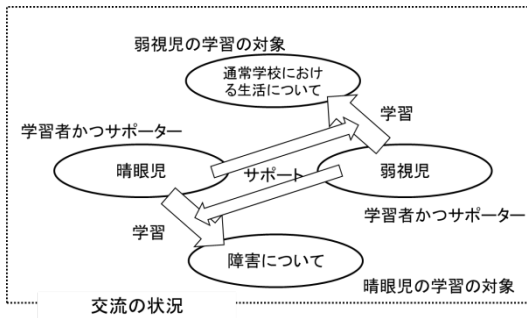 弱視児の学習の対象
通常学校におけ
る生活について
学習
学習者かつサポーター
晴眼児
サポート
弱視児
学習者かつサポーター
学習
障害について
晴眼児の学習の対象
交流の状況